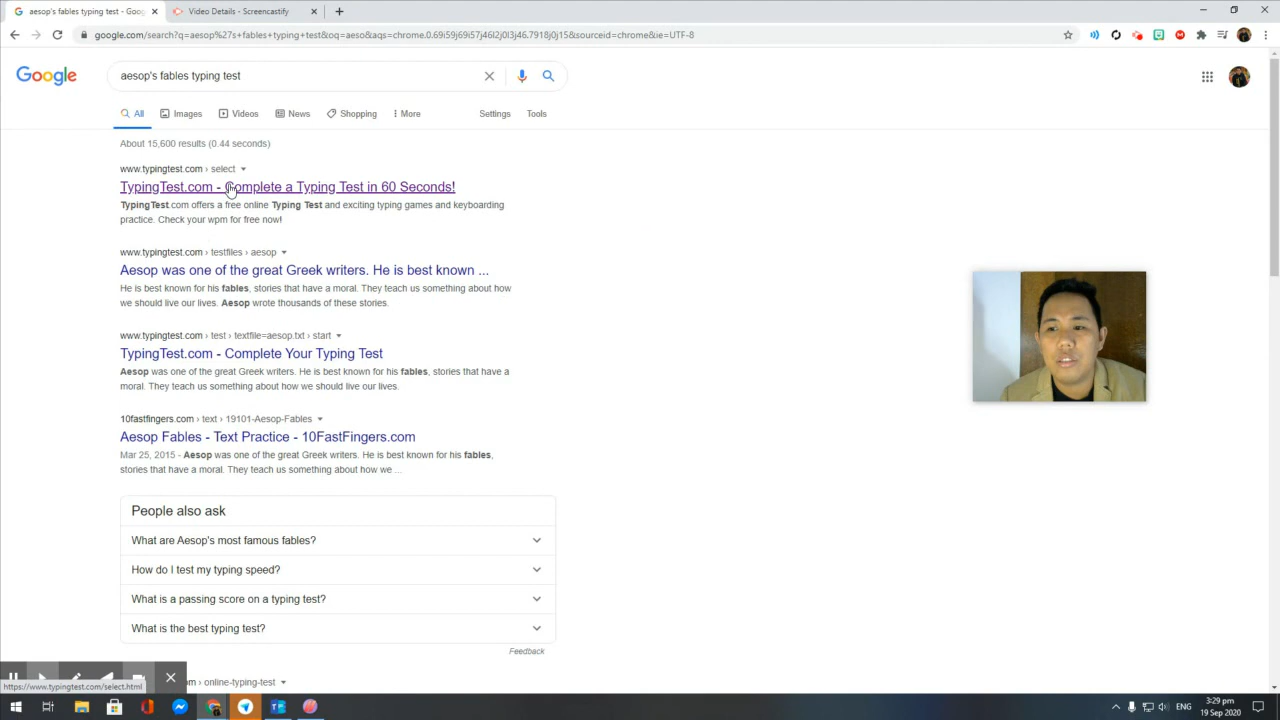 aesop's fables typing test - Goog
Video Details - Screencastify
google.com/search?q=aesop%27s+fables+typing+test&oq=aeso&aqs=chrome.0.69i59j69i57j46l2j0l3j46.7918j0j15&sourceid=chrome&ie=UTF-8
Google
aesop's fables typing test
All
Images
Videos
News
Shopping
More
Settings
Tools
About 15,600 results (0.44 seconds)
www.typingtest.com › select
TypingTest.com - Complete a Typing Test in 60 Seconds!
TypingTest.com offers a free online Typing Test and exciting typing games and keyboarding
practice. Check your wpm for free now!
www.typingtest.com › testfiles › aesop
Aesop was one of the great Greek writers. He is best known ...
He is best known for his fables, stories that have a moral. They teach us something about how
we should live our lives. Aesop wrote thousands of these stories.
www.typingtest.com › test › textfile=aesop.txt › start
TypingTest.com - Complete Your Typing Test
Aesop was one of the great Greek writers. He is best known for his fables, stories that have a
moral. They teach us something about how we should live our lives.
10fastfingers.com › text › 19101-Aesop-Fables
Aesop Fables - Text Practice - 10FastFingers.com
Mar 25, 2015 - Aesop was one of the great Greek writers. He is best known for his fables,
stories that have a moral. They teach us something about how we ...
People also ask
What are Aesop's most famous fables?
How do I test my typing speed?
What is a passing score on a typing test?
What is the best typing test?
Feedback
om › online-typing-test
https://www.typingtest.com/select.html
ENG
3:29 pm
19 Sep 2020